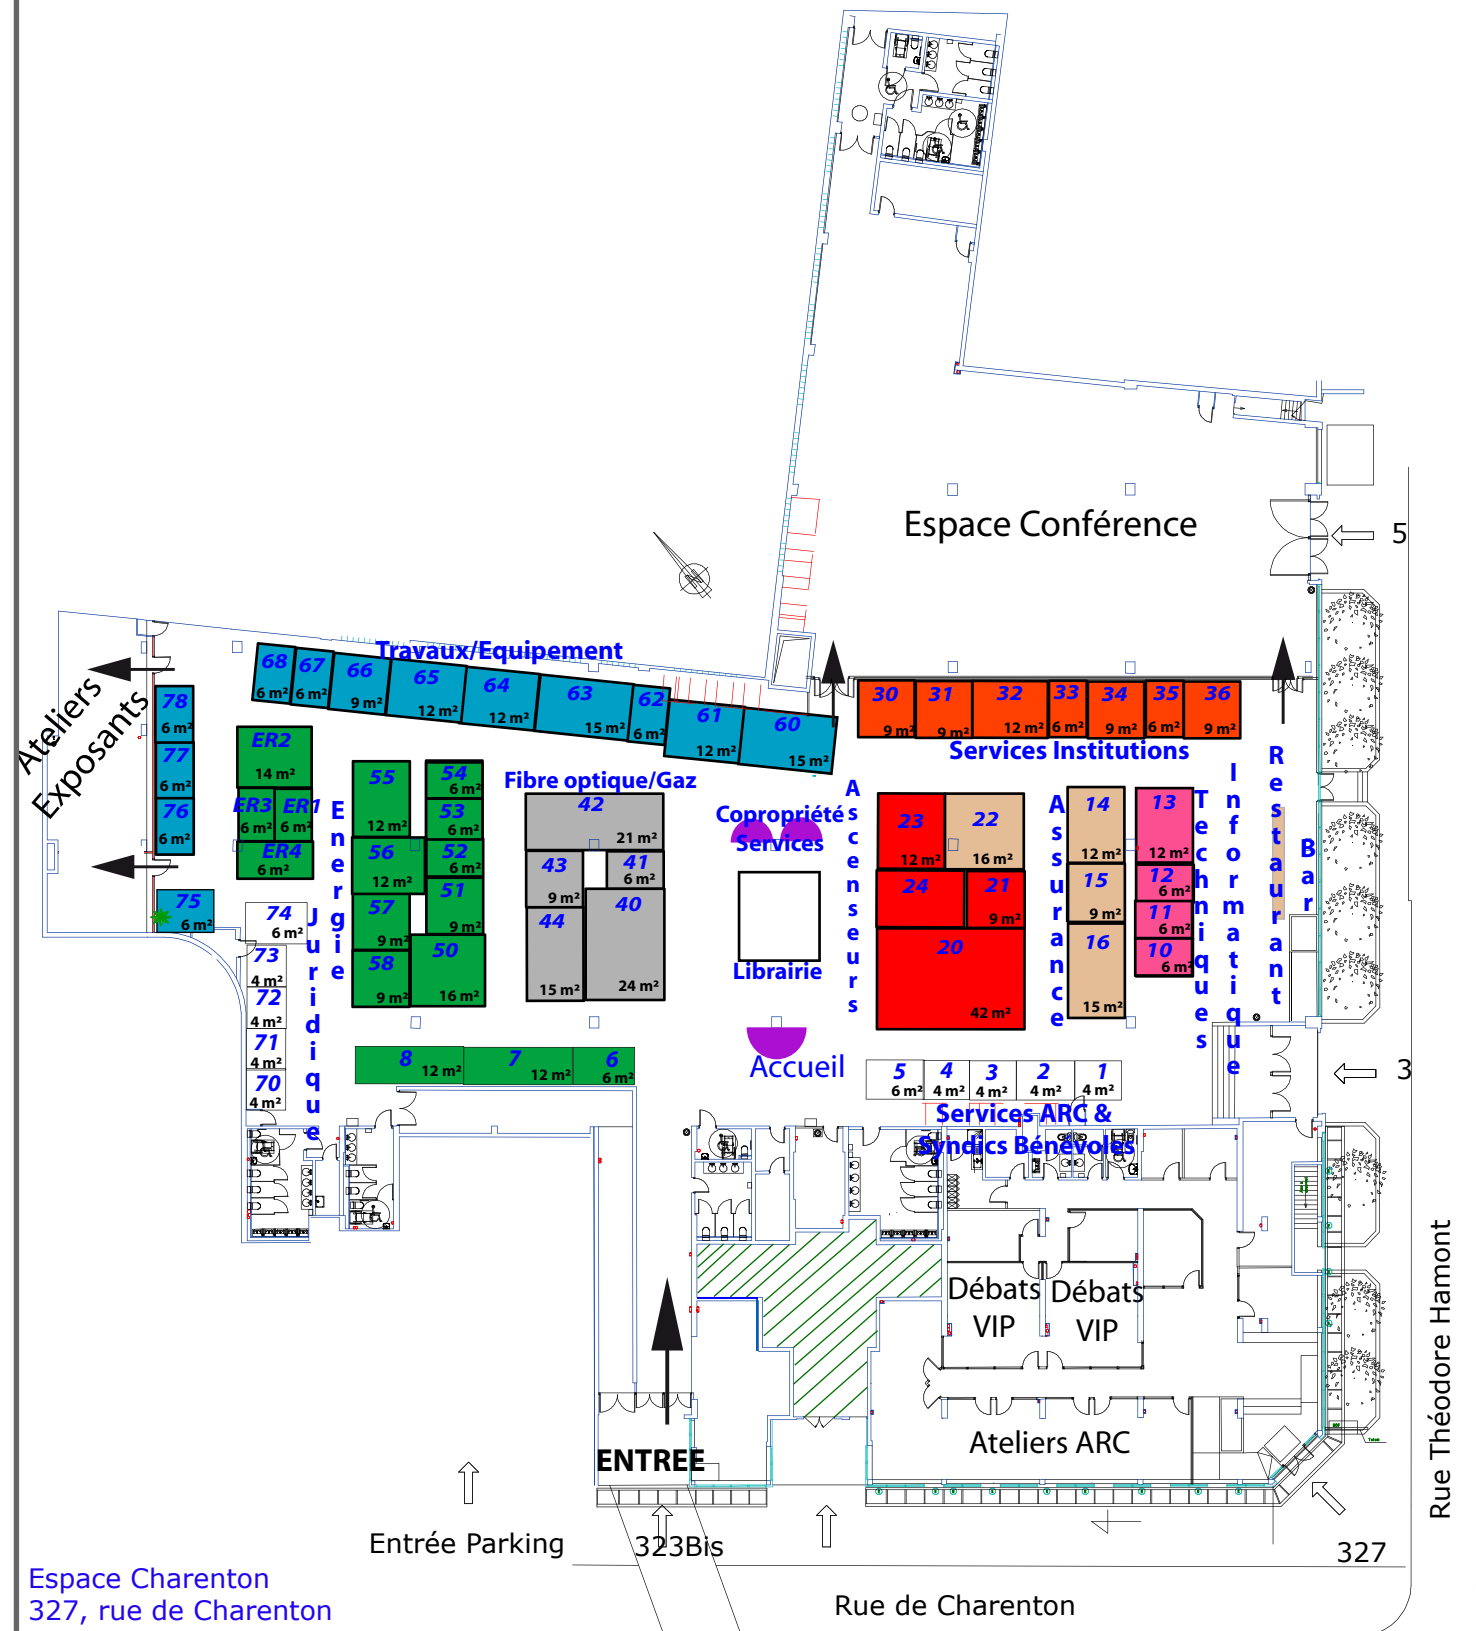 Espace Conférence
5
Ateliers
Exposants
Travaux/Equipement
68
6 m²
67
6 m²
66
9 m²
65
12 m²
64
12 m²
63
15 m²
62
6 m²
61
12 m²
60
15 m²
30
9 m²
31
9 m²
32
12 m²
33
6 m²
34
9 m²
35
6 m²
36
9 m²
Services Institutions
78
6 m²
77
6 m²
76
6 m²
75
6 m²
ER2
14 m²
ER3
6 m²
ER1
6 m²
ER4
6 m²
Energie
55
12 m²
54
6 m²
53
6 m²
56
12 m²
52
6 m²
51
9 m²
57
9 m²
58
9 m²
50
16 m²
Fibre optique/Gaz
42
21 m²
43
9 m²
41
6 m²
44
15 m²
40
24 m²
Copropriété
Services
Librairie
Accueil
Ascenseurs
23
12 m²
22
16 m²
24
21
9 m²
20
42 m²
Assurance
14
12 m²
15
9 m²
16
15 m²
13
12 m²
12
6 m²
11
6 m²
10
6 m²
Techniques
Informatique
Restaurant
Bar
74
6 m²
73
4 m²
72
4 m²
71
4 m²
70
4 m²
Juridique
8
12 m²
7
12 m²
6
6 m²
5
6 m²
4
4 m²
3
4 m²
2
4 m²
1
4 m²
Services ARC &
Syndics Bénévoles
3
Débats
VIP
Débats
VIP
Ateliers ARC
ENTREE
Entrée Parking
323Bis
327
Rue de Charenton
Rue Théodore Hamont
Espace Charenton
327, rue de Charenton